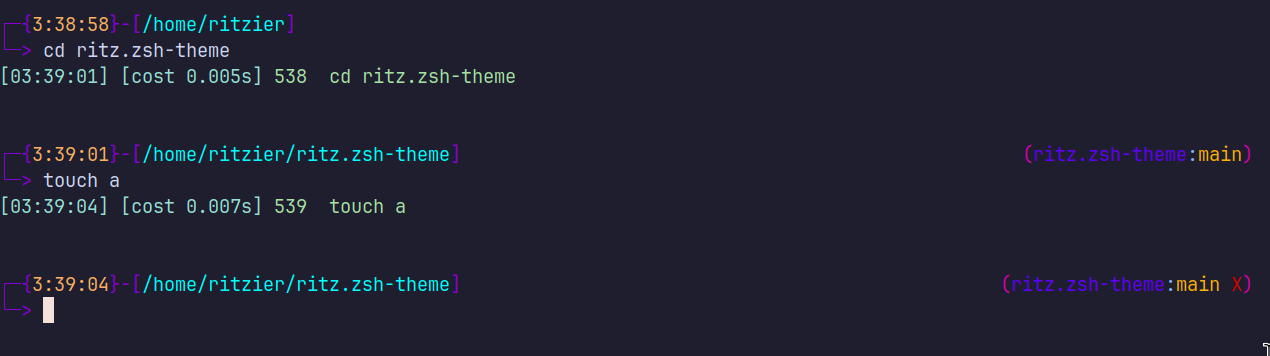 ┌─{3:38:58}-[/home/ritzier]
└─> cd ritz.zsh-theme
[03:39:01] [cost 0.005s] 538  cd ritz.zsh-theme
┌─{3:39:01}-[/home/ritzier/ritz.zsh-theme] (ritz.zsh-theme:main)
└─> touch a
[03:39:04] [cost 0.007s] 539  touch a
┌─{3:39:04}-[/home/ritzier/ritz.zsh-theme] (ritz.zsh-theme:main X)
└─>